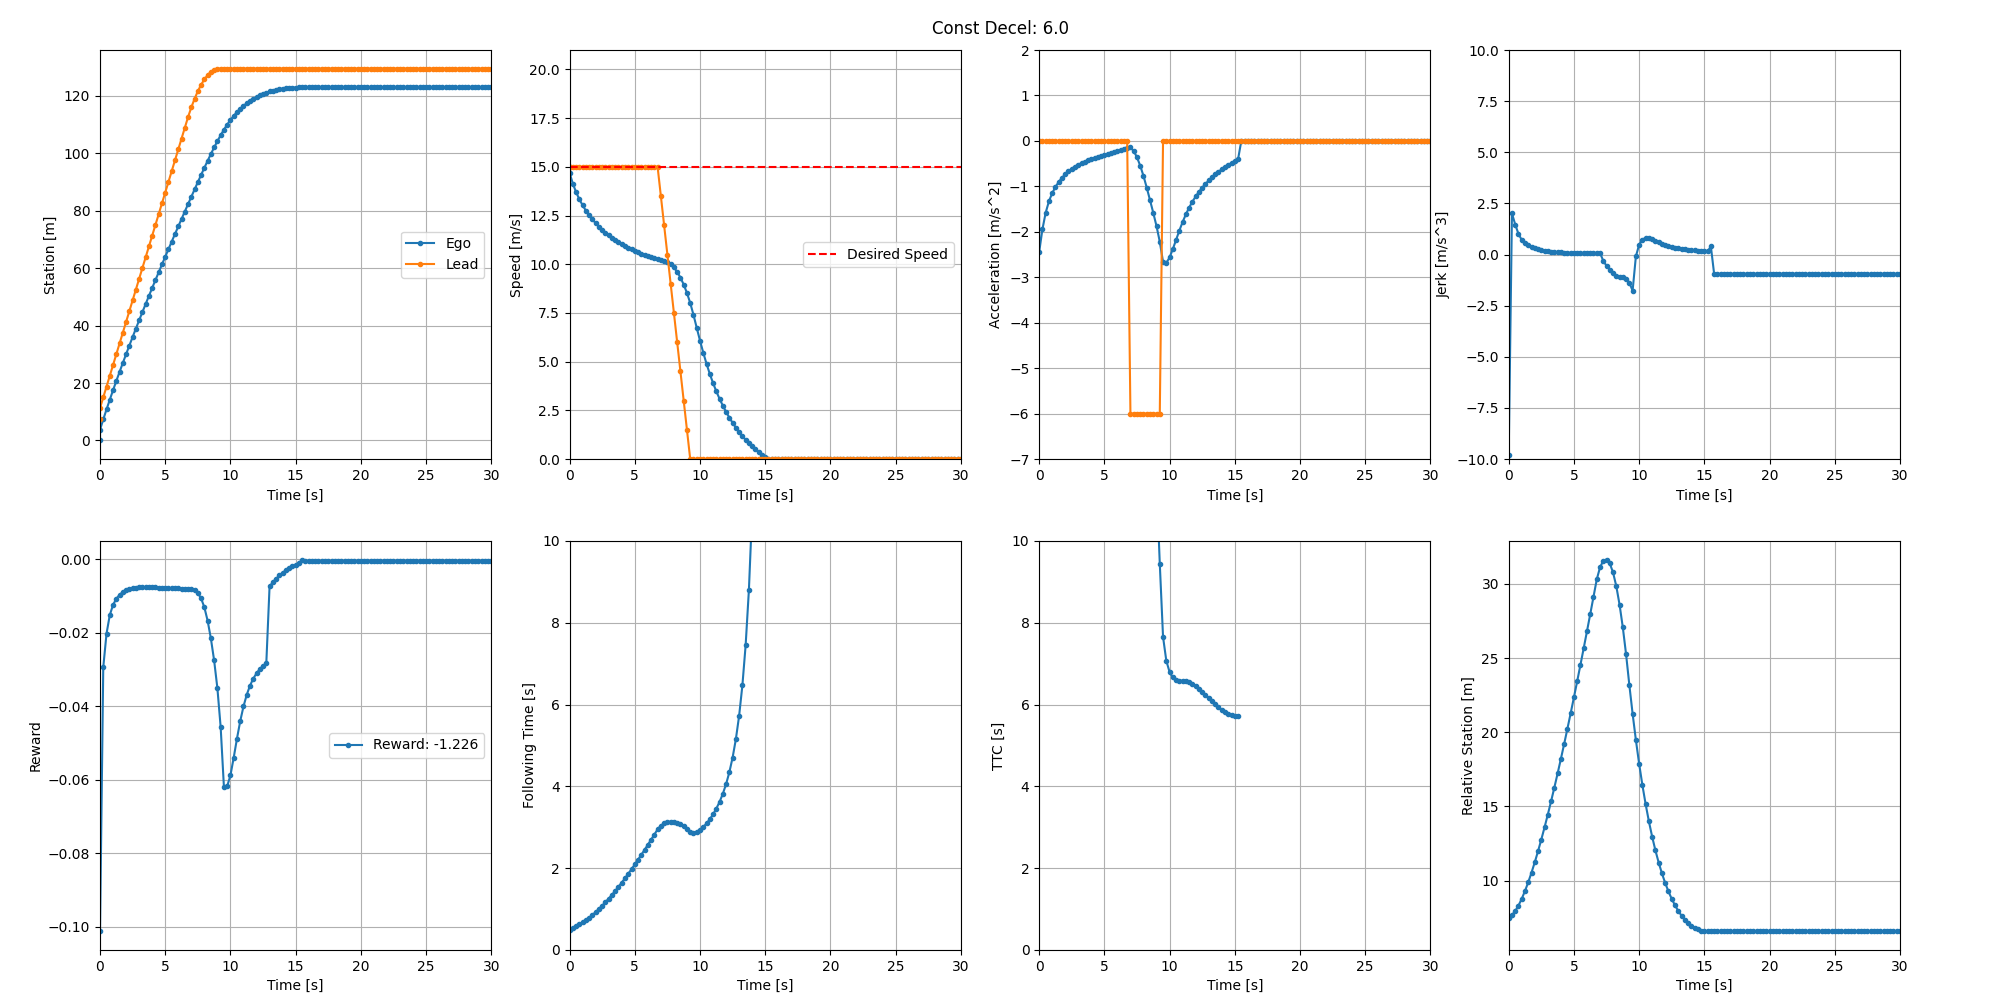 Const Decel: 6.0
Station [m]
120
100
80
60
40
20
0
Ego
Lead
0 5 10 15 20 25 30
Time [s]
Speed [m/s]
20.0
17.5
15.0
12.5
10.0
7.5
5.0
2.5
0.0
Desired Speed
0 5 10 15 20 25 30
Time [s]
Acceleration [m/s^2]
2
1
0
−1
−2
−3
−4
−5
−6
−7
0 5 10 15 20 25 30
Time [s]
Jerk [m/s^3]
10.0
7.5
5.0
2.5
0.0
−2.5
−5.0
−7.5
−10.0
0 5 10 15 20 25 30
Time [s]
Reward
0.00
−0.02
−0.04
−0.06
−0.08
−0.10
Reward: -1.226
0 5 10 15 20 25 30
Time [s]
Following Time [s]
10
8
6
4
2
0
0 5 10 15 20 25 30
Time [s]
TTC [s]
10
8
6
4
2
0
0 5 10 15 20 25 30
Time [s]
Relative Station [m]
30
25
20
15
10
0 5 10 15 20 25 30
Time [s]